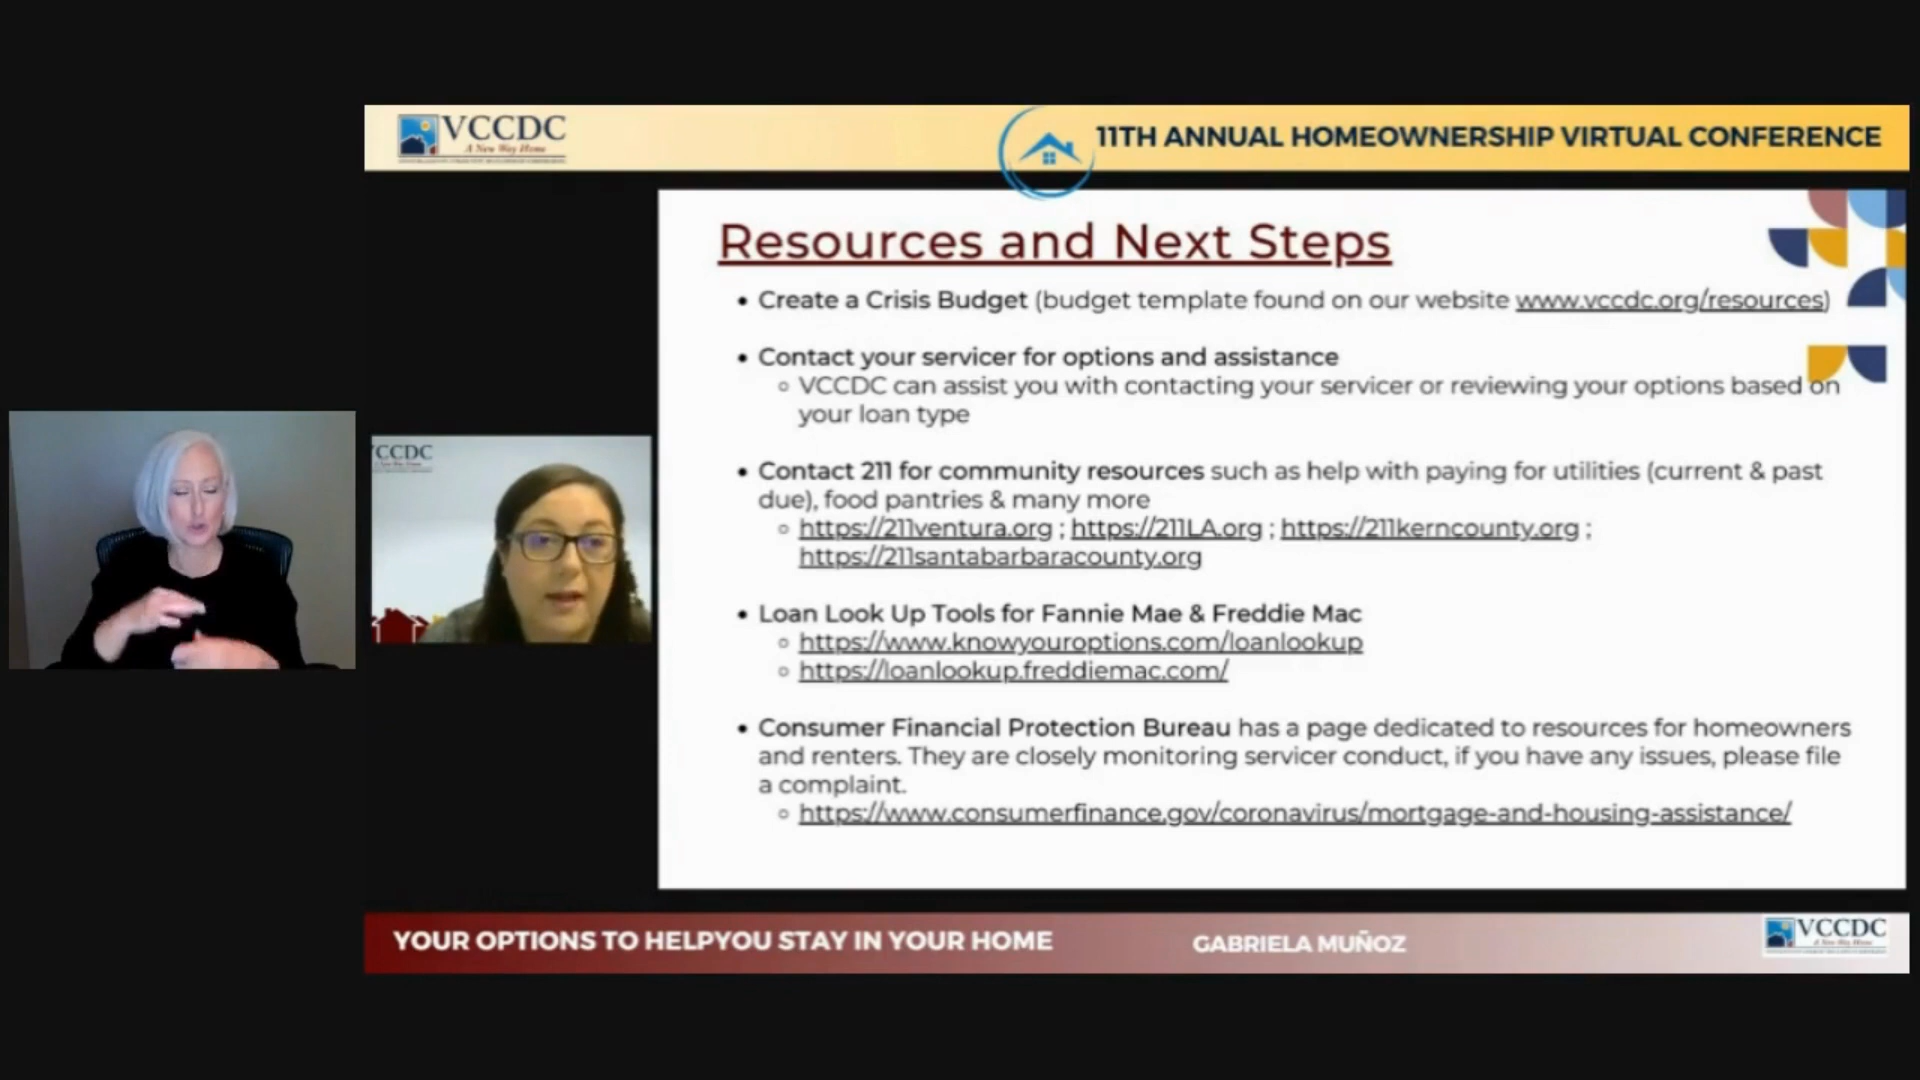 VCCDC
A New Way Home
11TH ANNUAL HOMEOWNERSHIP VIRTUAL CONFERENCE
Resources and Next Steps
• Create a Crisis Budget (budget template found on our website www.vccdc.org/resources)
• Contact your servicer for options and assistance
◦ VCCDC can assist you with contacting your servicer or reviewing your options based on
your loan type
• Contact 211 for community resources such as help with paying for utilities (current & past
due), food pantries & many more
◦ https://211ventura.org ; https://211LA.org ; https://211kerncounty.org ;
https://211santabarbaracounty.org
• Loan Look Up Tools for Fannie Mae & Freddie Mac
◦ https://www.knowyouroptions.com/loanlookup
◦ https://loanlookup.freddiemac.com/
• Consumer Financial Protection Bureau has a page dedicated to resources for homeowners
and renters. They are closely monitoring servicer conduct, if you have any issues, please file
a complaint.
◦ https://www.consumerfinance.gov/coronavirus/mortgage-and-housing-assistance/
VCCDC
YOUR OPTIONS TO HELPYOU STAY IN YOUR HOME
GABRIELA MUÑOZ
VCCDC
A New Way Home